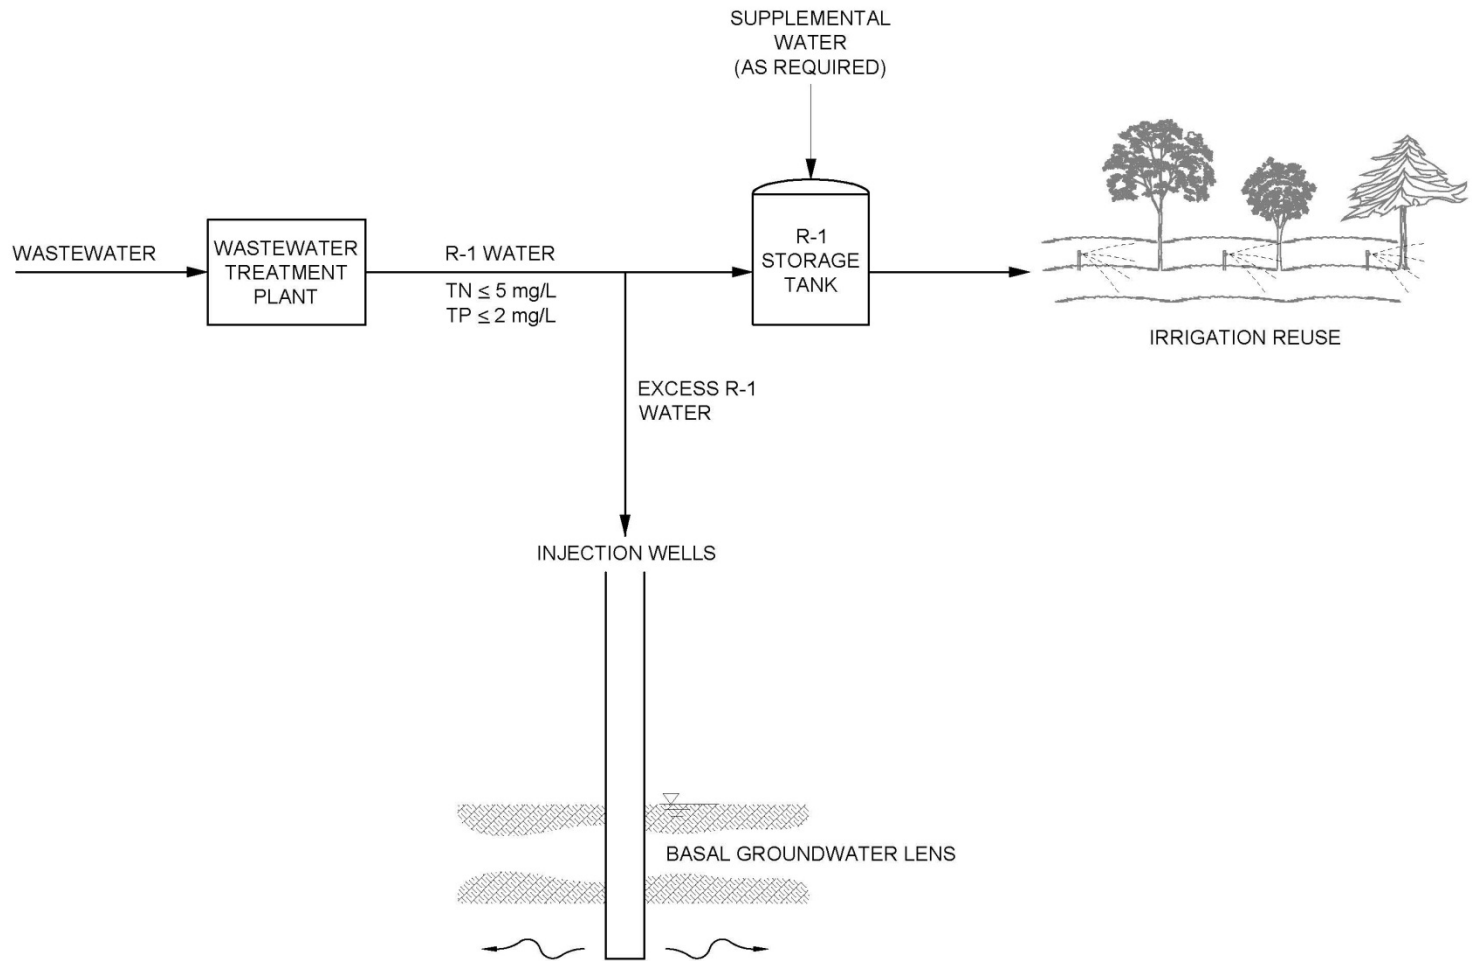 SUPPLEMENTAL
WATER
(AS REQUIRED)
WASTEWATER
WASTEWATER
TREATMENT
PLANT
R-1 WATER
TN ≤ 5 mg/L
TP ≤ 2 mg/L
R-1
STORAGE
TANK
IRRIGATION REUSE
EXCESS R-1
WATER
INJECTION WELLS
BASAL GROUNDWATER LENS